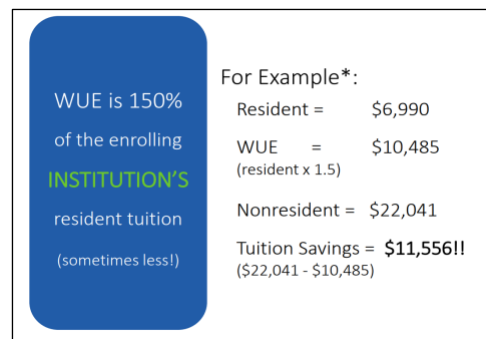 WUE is 150%
of the enrolling
INSTITUTION'S
resident tuition
(sometimes less!)
For Example*:
Resident = $6,990
WUE = $10,485
(resident x 1.5)
Nonresident = $22,041
Tuition Savings = $11,556!!
($22,041 - $10,485)